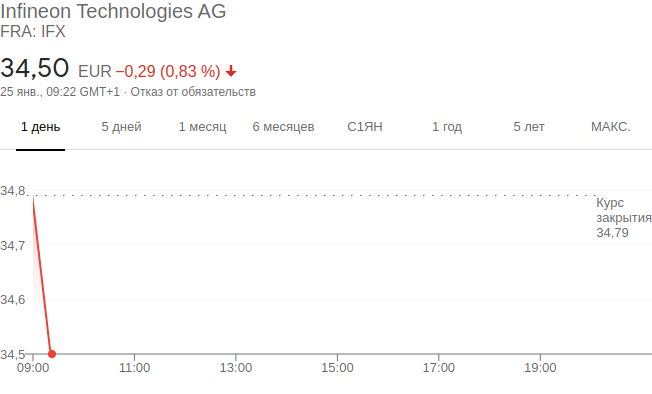 Infineon Technologies AG
FRA: IFX
34,50 EUR −0,29 (0,83 %)
25 янв., 09:22 GMT+1 · Отказ от обязательств
1 день 5 дней 1 месяц 6 месяцев С1ЯН 1 год 5 лет МАКС.
34,8
Курс
закрытия
34,79
34,7
34,6
34,5
09:00 11:00 13:00 15:00 17:00 19:00